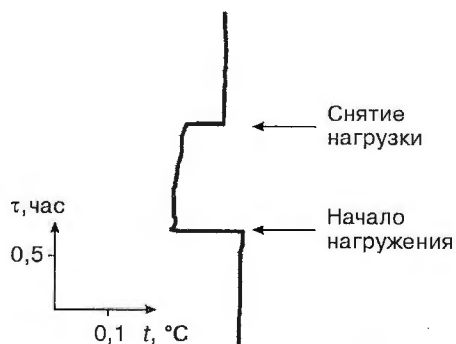 Снятие
нагрузки
τ, час
Начало
нагружения
0,5
0,1 t, °C